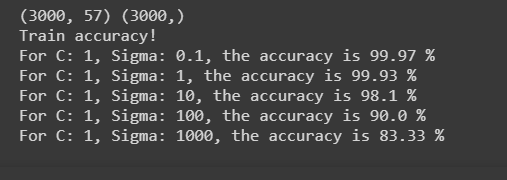 (3000, 57) (3000,)
Train accuracy!
For C: 1, Sigma: 0.1, the accuracy is 99.97 %
For C: 1, Sigma: 1, the accuracy is 99.93 %
For C: 1, Sigma: 10, the accuracy is 98.1 %
For C: 1, Sigma: 100, the accuracy is 90.0 %
For C: 1, Sigma: 1000, the accuracy is 83.33 %